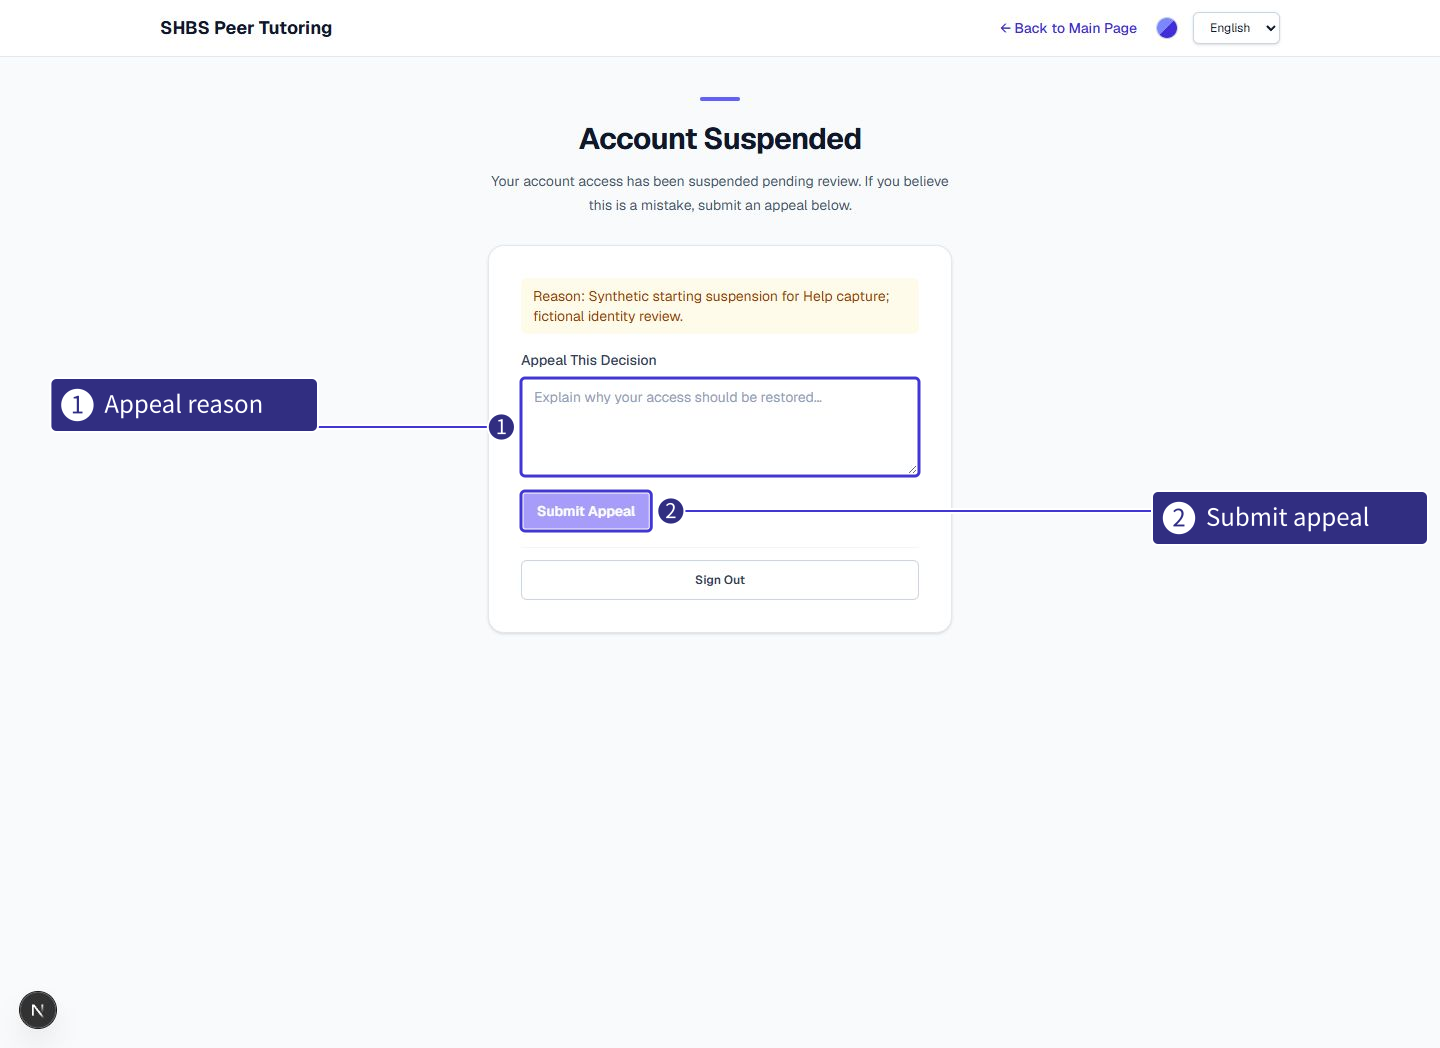 SHBS Peer Tutoring
← Back to Main Page
English
Account Suspended
Your account access has been suspended pending review. If you believe
this is a mistake, submit an appeal below.
Reason: Synthetic starting suspension for Help capture;
fictional identity review.
Appeal This Decision
1 Appeal reason
1
Explain why your access should be restored...
Submit Appeal
2
2 Submit appeal
Sign Out
N